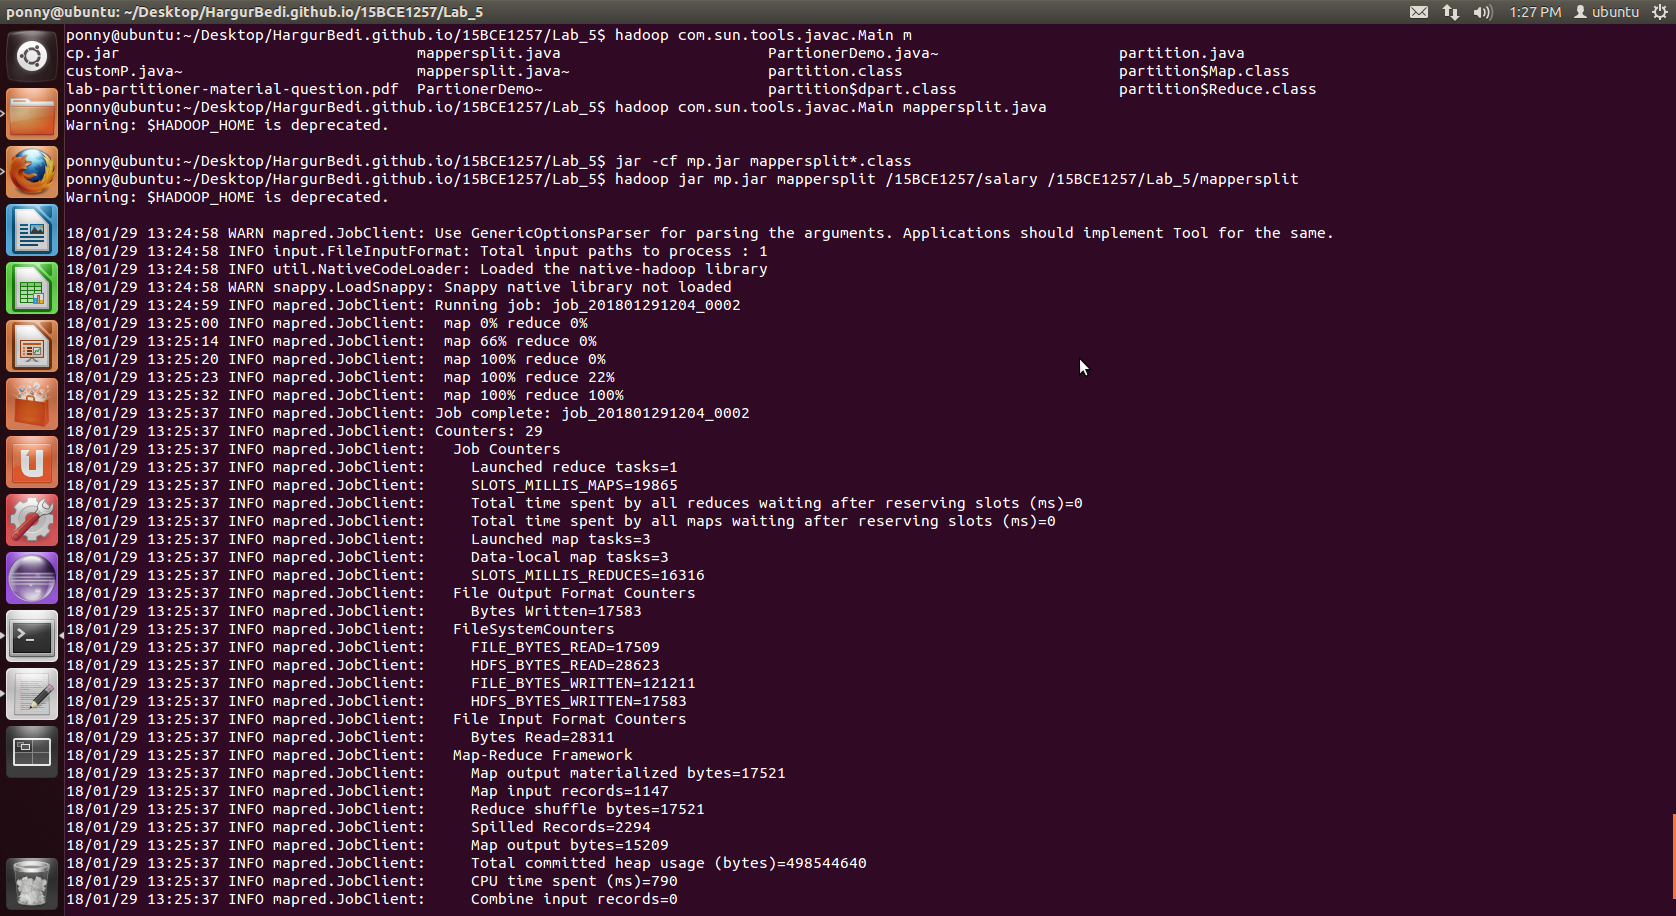 ponny@ubuntu: ~/Desktop/HargurBedi.github.io/15BCE1257/Lab_5 1:27 PM ubuntu
ponny@ubuntu:~/Desktop/HargurBedi.github.io/15BCE1257/Lab_5$ hadoop com.sun.tools.javac.Main m
cp.jar mappersplit.java PartionerDemo.java~ partition.java
customP.java~ mappersplit.java~ partition.class partition$Map.class
lab-partitioner-material-question.pdf PartionerDemo~ partition$dpart.class partition$Reduce.class
ponny@ubuntu:~/Desktop/HargurBedi.github.io/15BCE1257/Lab_5$ hadoop com.sun.tools.javac.Main mappersplit.java
Warning: $HADOOP_HOME is deprecated.
ponny@ubuntu:~/Desktop/HargurBedi.github.io/15BCE1257/Lab_5$ jar -cf mp.jar mappersplit*.class
ponny@ubuntu:~/Desktop/HargurBedi.github.io/15BCE1257/Lab_5$ hadoop jar mp.jar mappersplit /15BCE1257/salary /15BCE1257/Lab_5/mappersplit
Warning: $HADOOP_HOME is deprecated.
18/01/29 13:24:58 WARN mapred.JobClient: Use GenericOptionsParser for parsing the arguments. Applications should implement Tool for the same.
18/01/29 13:24:58 INFO input.FileInputFormat: Total input paths to process : 1
18/01/29 13:24:58 INFO util.NativeCodeLoader: Loaded the native-hadoop library
18/01/29 13:24:58 WARN snappy.LoadSnappy: Snappy native library not loaded
18/01/29 13:24:59 INFO mapred.JobClient: Running job: job_201801291204_0002
18/01/29 13:25:00 INFO mapred.JobClient:  map 0% reduce 0%
18/01/29 13:25:14 INFO mapred.JobClient:  map 66% reduce 0%
18/01/29 13:25:20 INFO mapred.JobClient:  map 100% reduce 0%
18/01/29 13:25:23 INFO mapred.JobClient:  map 100% reduce 22%
18/01/29 13:25:32 INFO mapred.JobClient:  map 100% reduce 100%
18/01/29 13:25:37 INFO mapred.JobClient: Job complete: job_201801291204_0002
18/01/29 13:25:37 INFO mapred.JobClient: Counters: 29
18/01/29 13:25:37 INFO mapred.JobClient:   Job Counters
18/01/29 13:25:37 INFO mapred.JobClient:     Launched reduce tasks=1
18/01/29 13:25:37 INFO mapred.JobClient:     SLOTS_MILLIS_MAPS=19865
18/01/29 13:25:37 INFO mapred.JobClient:     Total time spent by all reduces waiting after reserving slots (ms)=0
18/01/29 13:25:37 INFO mapred.JobClient:     Total time spent by all maps waiting after reserving slots (ms)=0
18/01/29 13:25:37 INFO mapred.JobClient:     Launched map tasks=3
18/01/29 13:25:37 INFO mapred.JobClient:     Data-local map tasks=3
18/01/29 13:25:37 INFO mapred.JobClient:     SLOTS_MILLIS_REDUCES=16316
18/01/29 13:25:37 INFO mapred.JobClient:   File Output Format Counters
18/01/29 13:25:37 INFO mapred.JobClient:     Bytes Written=17583
18/01/29 13:25:37 INFO mapred.JobClient:   FileSystemCounters
18/01/29 13:25:37 INFO mapred.JobClient:     FILE_BYTES_READ=17509
18/01/29 13:25:37 INFO mapred.JobClient:     HDFS_BYTES_READ=28623
18/01/29 13:25:37 INFO mapred.JobClient:     FILE_BYTES_WRITTEN=121211
18/01/29 13:25:37 INFO mapred.JobClient:     HDFS_BYTES_WRITTEN=17583
18/01/29 13:25:37 INFO mapred.JobClient:   File Input Format Counters
18/01/29 13:25:37 INFO mapred.JobClient:     Bytes Read=28311
18/01/29 13:25:37 INFO mapred.JobClient:   Map-Reduce Framework
18/01/29 13:25:37 INFO mapred.JobClient:     Map output materialized bytes=17521
18/01/29 13:25:37 INFO mapred.JobClient:     Map input records=1147
18/01/29 13:25:37 INFO mapred.JobClient:     Reduce shuffle bytes=17521
18/01/29 13:25:37 INFO mapred.JobClient:     Spilled Records=2294
18/01/29 13:25:37 INFO mapred.JobClient:     Map output bytes=15209
18/01/29 13:25:37 INFO mapred.JobClient:     Total committed heap usage (bytes)=498544640
18/01/29 13:25:37 INFO mapred.JobClient:     CPU time spent (ms)=790
18/01/29 13:25:37 INFO mapred.JobClient:     Combine input records=0